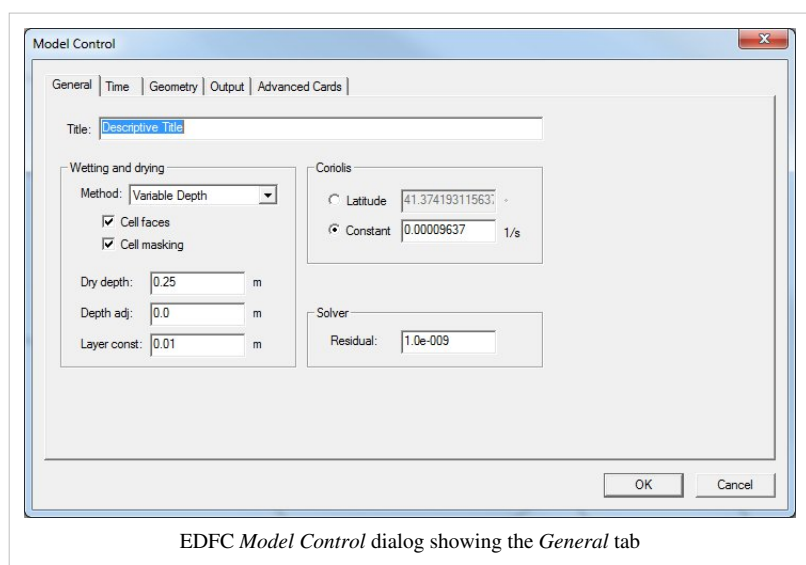 Model Control
General Time Geometry Output Advanced Cards
Title: Descriptive Title
Wetting and drying
Method: Variable Depth
Cell faces
Cell masking
Dry depth: 0.25 m
Depth adj: 0.0 m
Layer const: 0.01 m
Coriolis
Latitude 41.374193115637
Constant 0.00009637 1/s
Solver
Residual: 1.0e-009
OK Cancel
EDFC Model Control dialog showing the General tab